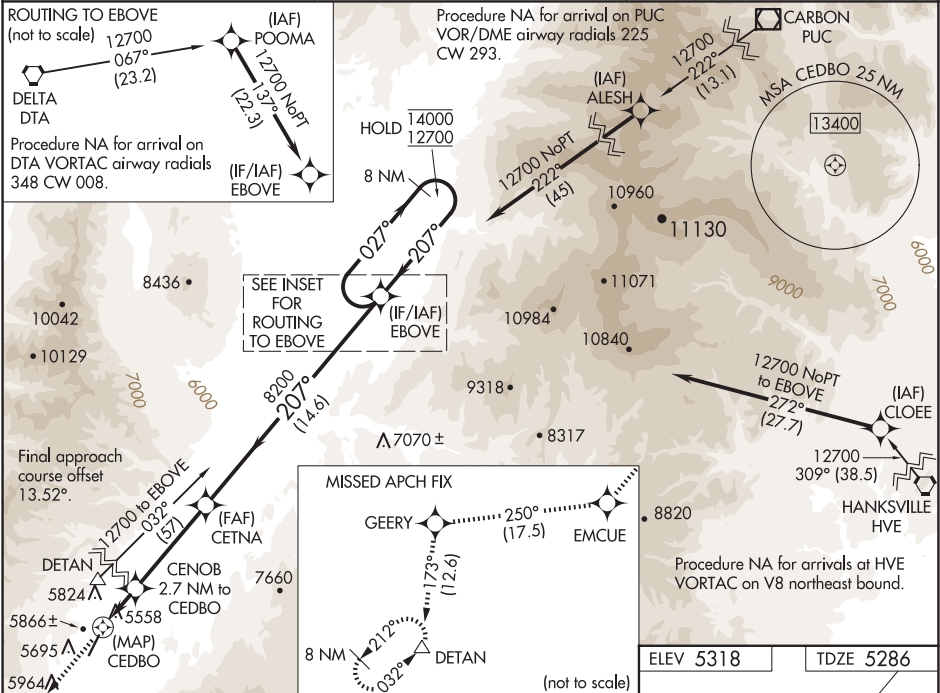 ROUTING TO EBOVE
(not to scale)
12700
067°
(23.2)
(IAF)
POOMA
12700 NoPT
137°
(22.3)
DELTA
DTA
Procedure NA for arrival on
DTA VORTAC airway radials
348 CW 008.
(IF/IAF)
EBOVE
Procedure NA for arrival on PUC
VOR/DME airway radials 225
CW 293.
CARBON
PUC
12700
222°
(13.1)
(IAF)
ALESH
MSA CEDBO 25 NM
13400
HOLD
14000
12700
8 NM
12700 NoPT
222°
(45)
027°
207°
10960
11130
11071
10984
10840
9000
7000
6000
8436
10042
10129
7000
6000
SEE INSET
FOR
ROUTING
TO EBOVE
(IF/IAF)
EBOVE
8200
207°
(14.6)
9318
8317
7070 ±
12700 NoPT
to EBOVE
272°
(27.7)
(IAF)
CLOEE
12700
309° (38.5)
HANKSVILLE
HVE
Final approach
course offset
13.52°.
12700 to EBOVE
032°
(57)
(FAF)
CETNA
DETAN
5824
CENOB
2.7 NM to
CEDBO
5558
7660
5866 ±
5695
(MAP)
CEDBO
5964
MISSED APCH FIX
GEERY
250°
(17.5)
EMCUE
173°
(12.6)
212°
8 NM
032°
DETAN
(not to scale)
8820
Procedure NA for arrivals at HVE
VORTAC on V8 northeast bound.
ELEV 5318
TDZE 5286